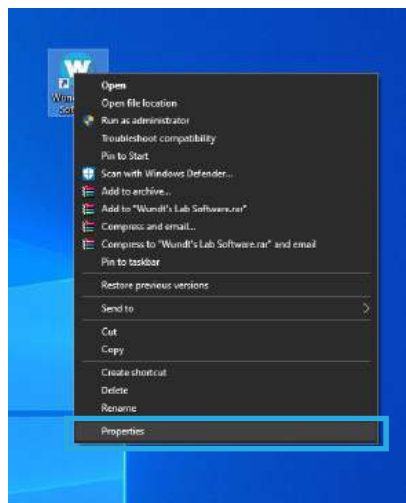 W
Open
Open file location
Run as administrator
Troubleshoot compatibility
Pin to Start
Scan with Windows Defender...
Add to archive...
Add to "Wundt's Lab Software.rar"
Compress and email...
Compress to "Wundt's Lab Software.rar" and email
Pin to taskbar
Restore previous versions
Send to
Cut
Copy
Create shortcut
Delete
Rename
Properties